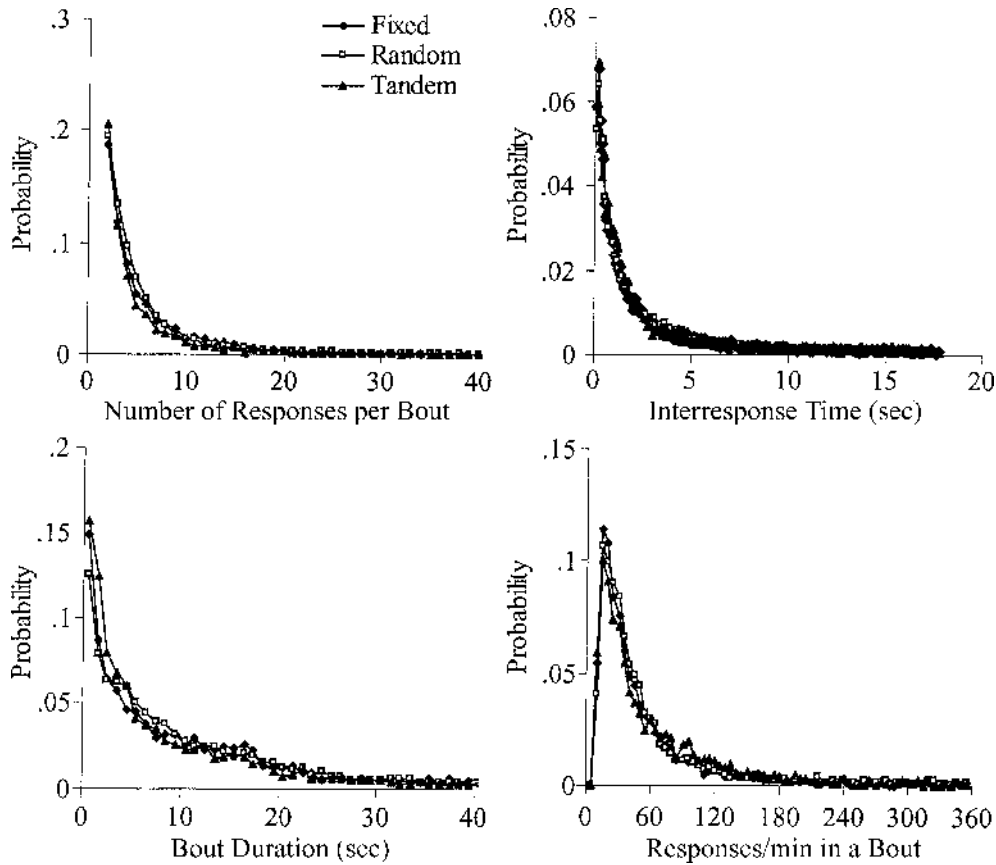 .3
Fixed
Random
Tandem
.2
.1
0
Probability
0 10 20 30 40
Number of Responses per Bout
.08
.06
.04
.02
0
Probability
0 5 10 15 20
Interresponse Time (sec)
.2
.15
.1
.05
0
Probability
0 10 20 30 40
Bout Duration (sec)
.15
.1
.05
0
Probability
0 60 120 180 240 300 360
Responses/min in a Bout